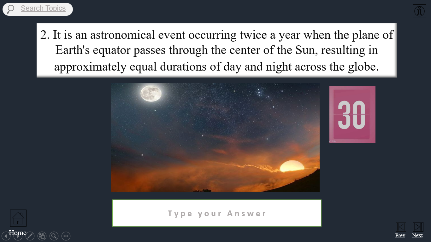 Search Topics
2. It is an astronomical event occurring twice a year when the plane of
Earth's equator passes through the center of the Sun, resulting in
approximately equal durations of day and night across the globe.
30
Type your Answer
Home
Prev
Next